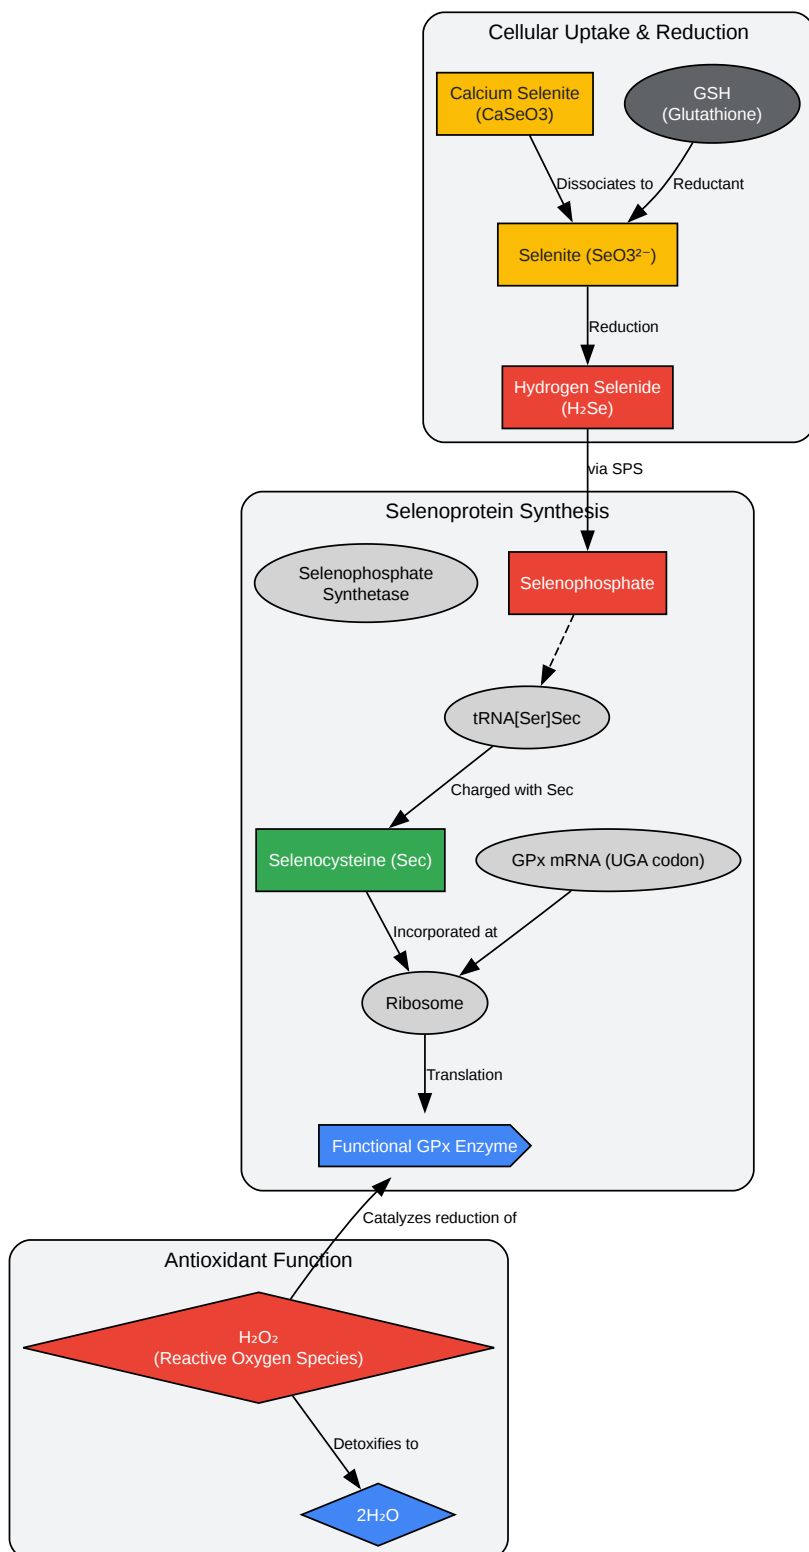 Cellular Uptake & Reduction
Calcium Selenite
(CaSeO3)
GSH
(Glutathione)
Dissociates to
Reductant
Selenite (SeO3²⁻)
Reduction
Hydrogen Selenide
(H₂Se)
via SPS
Selenoprotein Synthesis
Selenophosphate
Synthetase
Selenophosphate
tRNA[Ser]Sec
Charged with Sec
Selenocysteine (Sec)
GPx mRNA (UGA codon)
Incorporated at
Ribosome
Translation
Functional GPx Enzyme
Catalyzes reduction of
Antioxidant Function
H₂O₂
(Reactive Oxygen Species)
Detoxifies to
2H₂O